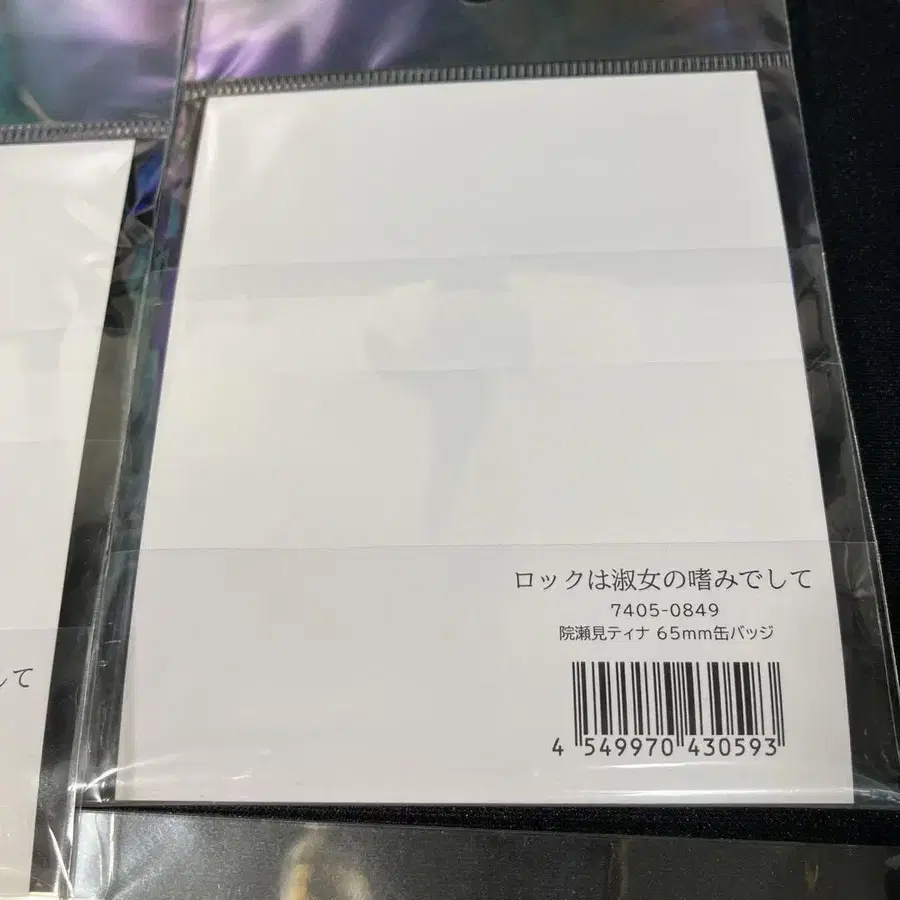 ロックは淑女の嗜みでして
7405-0849
院瀬見ティナ 65mm缶バッジ
4 549970 430593
して